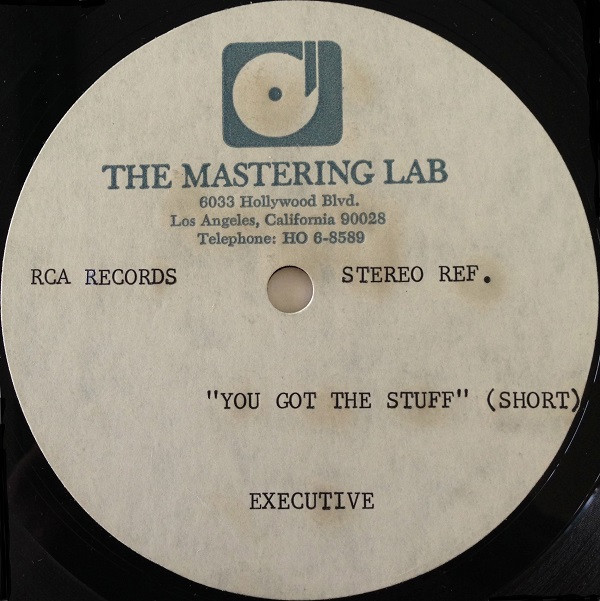 THE MASTERING LAB
6033 Hollywood Blvd.
Los Angeles, California 90028
Telephone: HO 6-8589
RCA RECORDS STEREO REF.
"YOU GOT THE STUFF" (SHORT)
EXECUTIVE